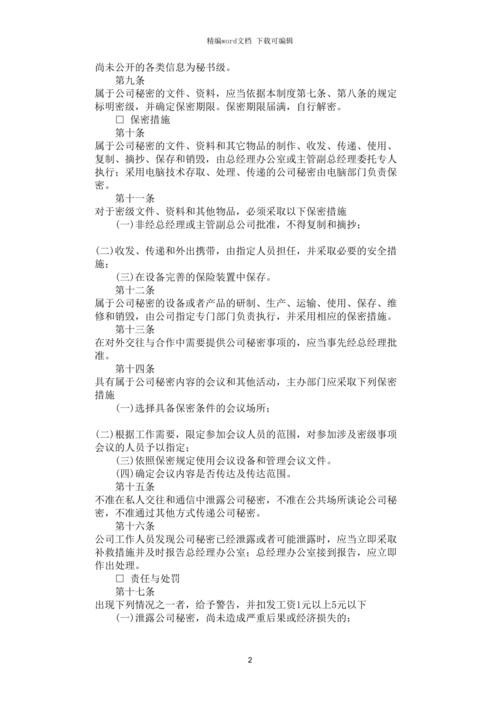 精编word文档 下载可编辑
尚未公开的各类信息为秘书级。
第九条
属于公司秘密的文件、资料，应当依据本制度第七条、第八条的规定
标明密级，并确定保密期限。保密期限届满，自行解密。
□ 保密措施
第十条
属于公司秘密的文件、资料和其它物品的制作、收发、传递、使用、
复制、摘抄、保存和销毁，由总经理办公室或主管副总经理委托专人
执行；采用电脑技术存取、处理、传递的公司秘密由电脑部门负责保
密。
第十一条
对于密级文件、资料和其他物品，必须采取以下保密措施
(一)非经总经理或主管副总公司批准，不得复制和摘抄；
(二)收发、传递和外出携带，由指定人员担任，并采取必要的安全措
施；
(三)在设备完善的保险装置中保存。
第十二条
属于公司秘密的设备或者产品的研制、生产、运输、使用、保存、维
修和销毁，由公司指定专门部门负责执行，并采用相应的保密措施。
第十三条
在对外交往与合作中需要提供公司秘密事项的，应当事先经总经理批
准。
第十四条
具有属于公司秘密内容的会议和其他活动，主办部门应采取下列保密
措施
(一)选择具备保密条件的会议场所；
(二)根据工作需要，限定参加会议人员的范围，对参加涉及密级事项
会议的人员予以指定；
(三)依照保密规定使用会议设备和管理会议文件。
(四)确定会议内容是否传达及传达范围。
第十五条
不准在私人交往和通信中泄露公司秘密，不准在公共场所谈论公司秘
密，不准通过其他方式传递公司秘密。
第十六条
公司工作人员发现公司秘密已经泄露或者可能泄露时，应当立即采取
补救措施并及时报告总经理办公室；总经理办公室接到报告，应立即
作出处理。
□ 责任与处罚
第十七条
出现下列情况之一者，给予警告，并扣发工资1元以上5元以下
(一)泄露公司秘密，尚未造成严重后果或经济损失的；
2